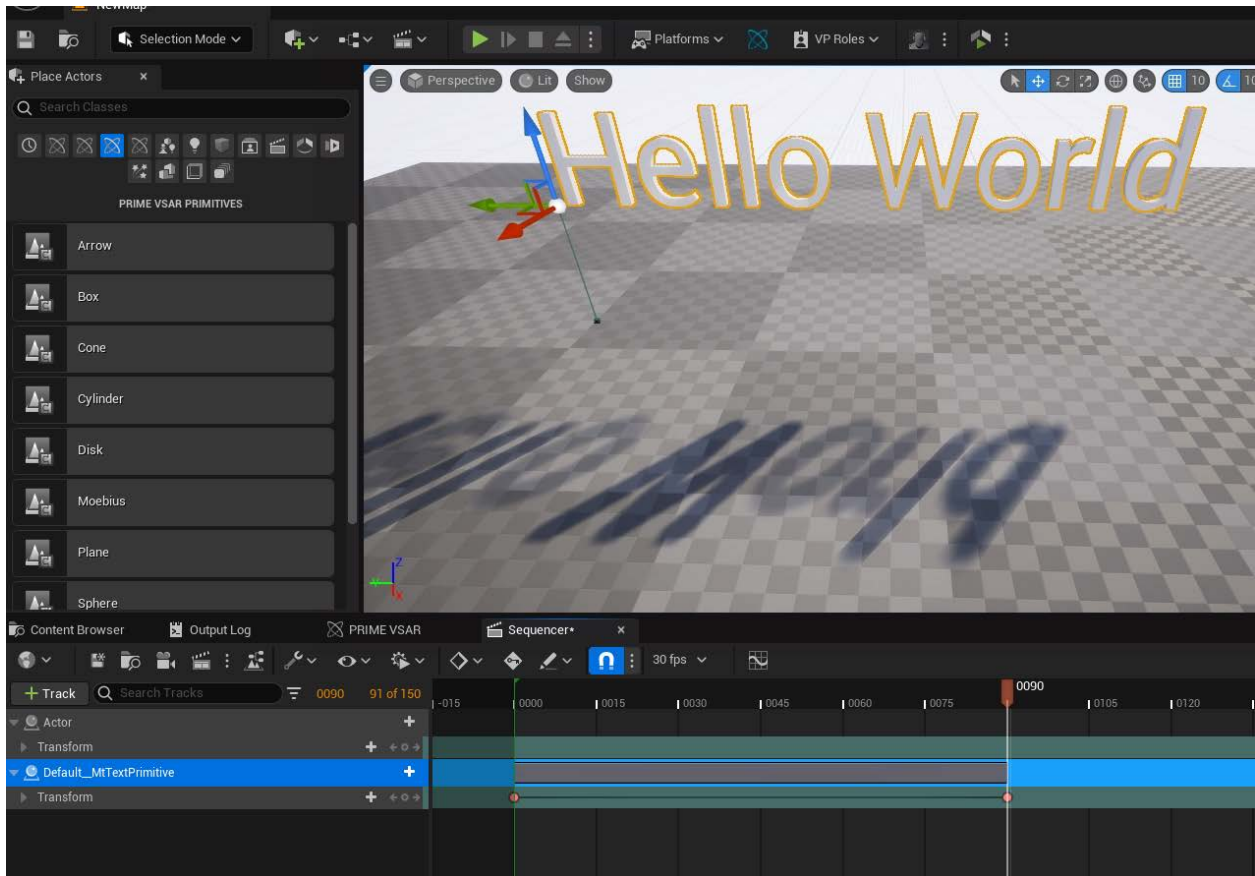 NewMap
Selection Mode
Platforms
VP Roles
Place Actors
Search Classes
PRIME VSAR PRIMITIVES
Arrow
Box
Cone
Cylinder
Disk
Moebius
Plane
Sphere
Perspective Lit Show
10 10
Hello World
Z
Y
X
Content Browser Output Log PRIME VSAR Sequencer*
30 fps
+ Track Search Tracks 0090 91 of 150
-015 0000 0015 0030 0045 0060 0075 0090 0105 0120
Actor
Transform
Default__MtTextPrimitive
Transform